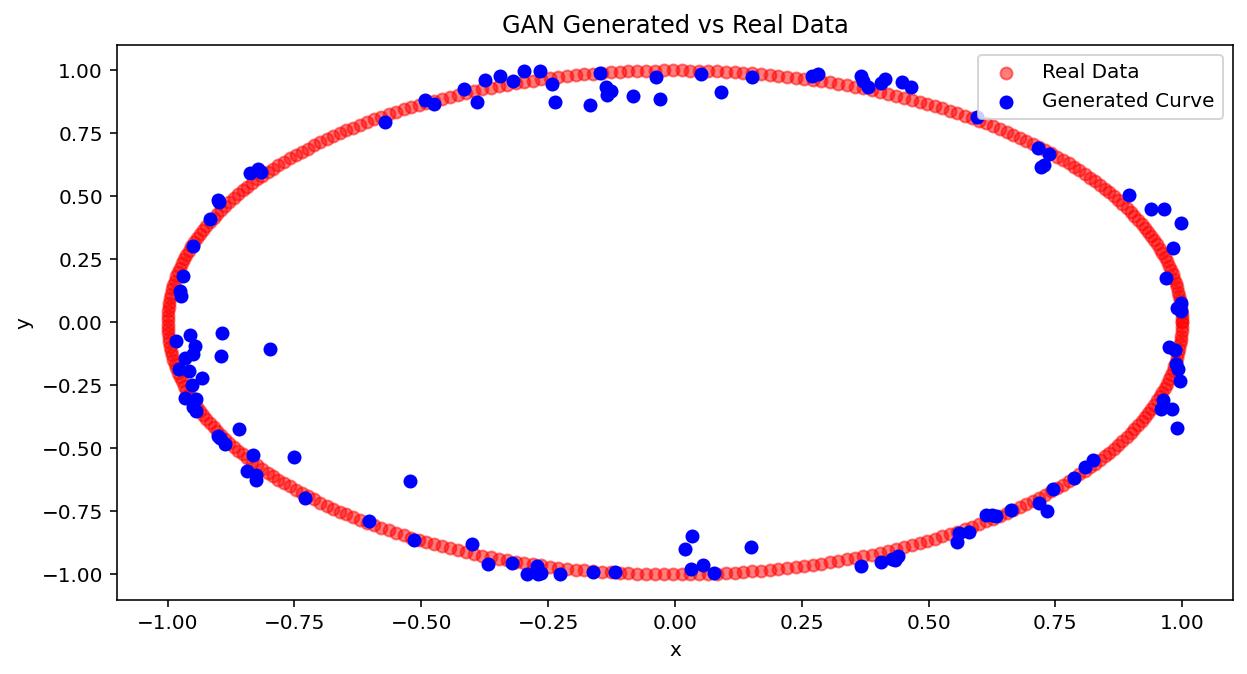 GAN Generated vs Real Data
Real Data
Generated Curve
1.00
0.75
0.50
0.25
0.00
−0.25
−0.50
−0.75
−1.00
y
−1.00 −0.75 −0.50 −0.25 0.00 0.25 0.50 0.75 1.00
x